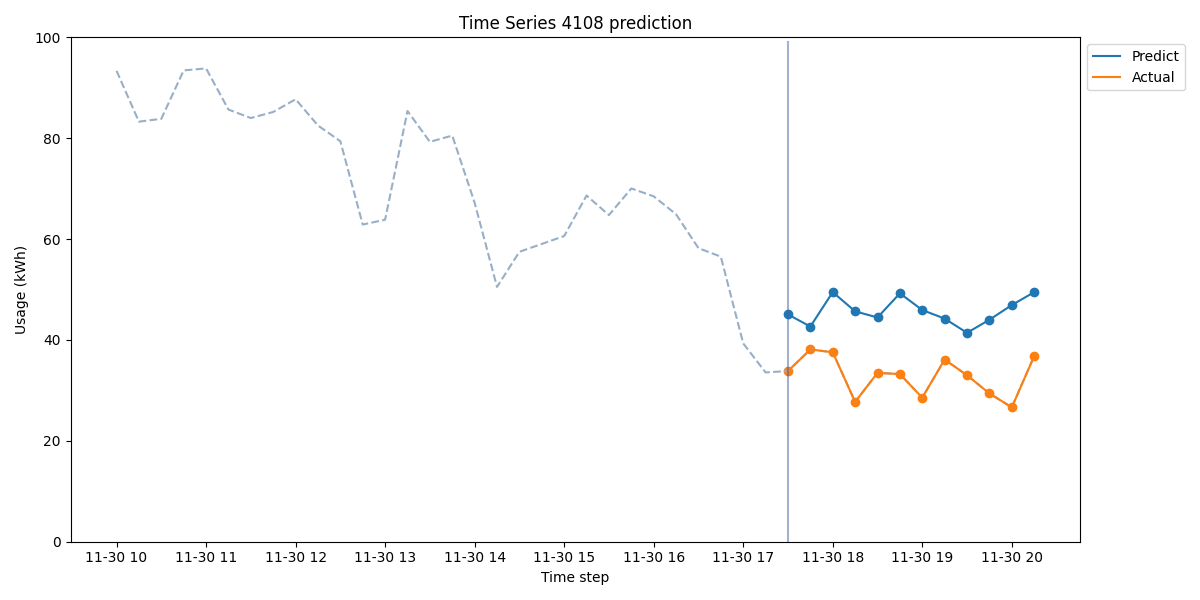 Time Series 4108 prediction
Predict
Actual
Usage (kWh)
100
80
60
40
20
0
11-30 10 11-30 11 11-30 12 11-30 13 11-30 14 11-30 15 11-30 16 11-30 17 11-30 18 11-30 19 11-30 20
Time step